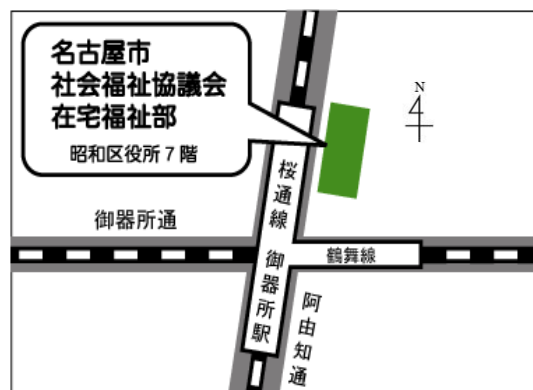 名古屋市
社会福祉協議会
在宅福祉部
昭和区役所7階
N
桜通線
御器所駅
御器所通
鶴舞線
阿由知通